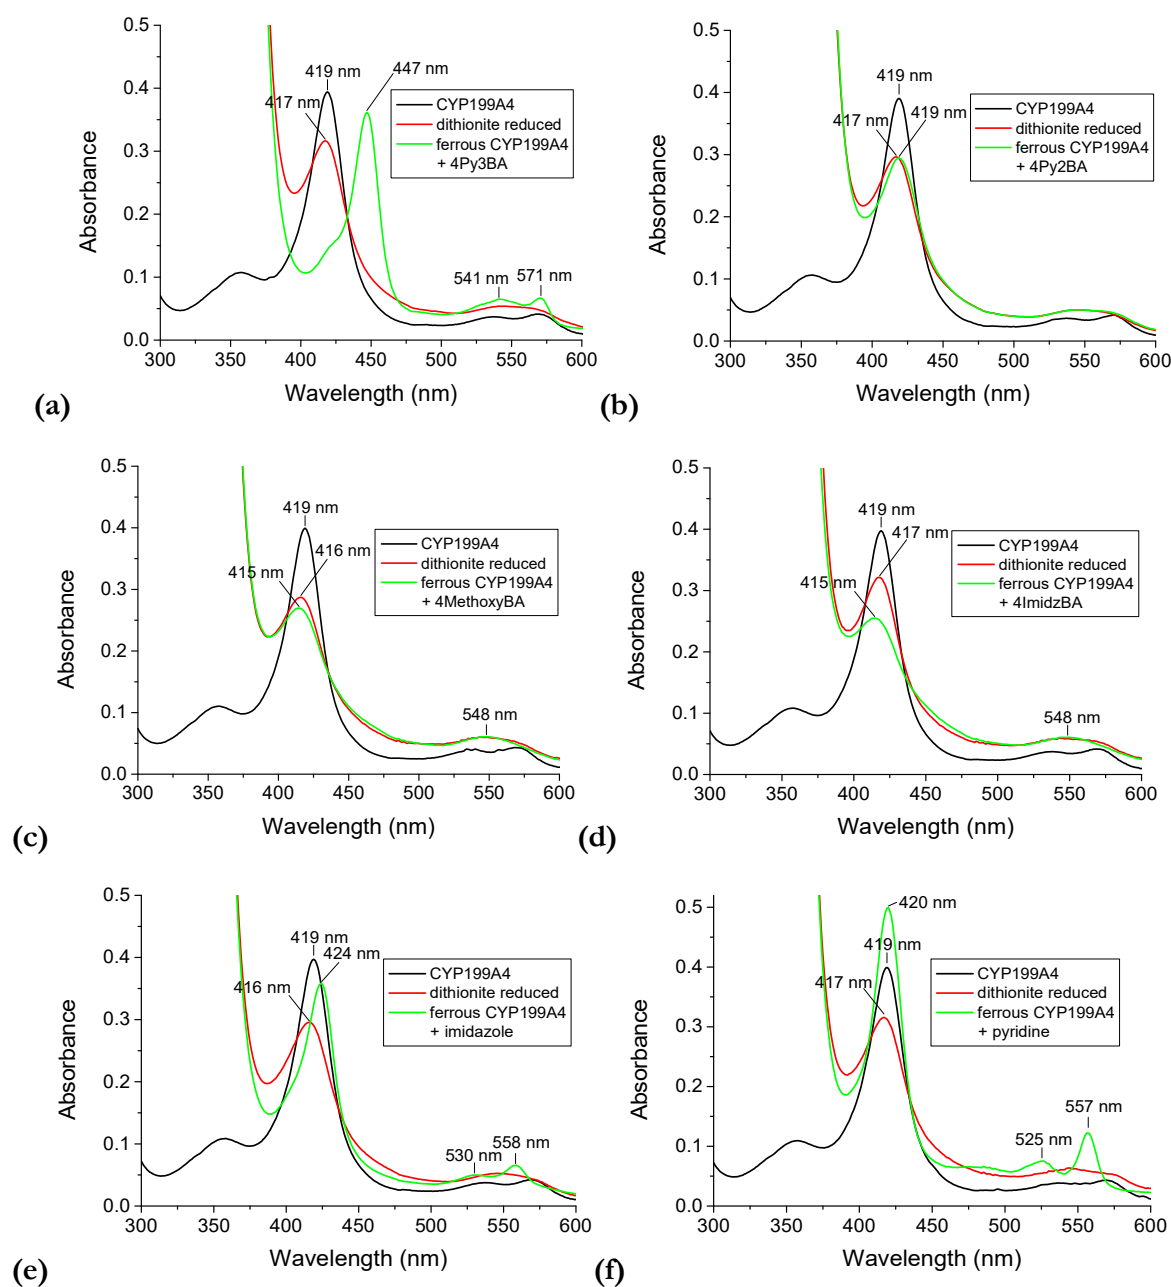 0.5
0.4
0.3
0.2
0.1
0.0
300 350 400 450 500 550 600
Absorbance
Wavelength (nm)
419 nm
447 nm
417 nm
541 nm
571 nm
CYP199A4
dithionite reduced
ferrous CYP199A4
+ 4Py3BA
(a)
0.5
0.4
0.3
0.2
0.1
0.0
300 350 400 450 500 550 600
Absorbance
Wavelength (nm)
419 nm
417 nm
419 nm
CYP199A4
dithionite reduced
ferrous CYP199A4
+ 4Py2BA
(b)
0.5
0.4
0.3
0.2
0.1
0.0
300 350 400 450 500 550 600
Absorbance
Wavelength (nm)
419 nm
416 nm
415 nm
548 nm
CYP199A4
dithionite reduced
ferrous CYP199A4
+ 4MethoxyBA
(c)
0.5
0.4
0.3
0.2
0.1
0.0
300 350 400 450 500 550 600
Absorbance
Wavelength (nm)
419 nm
417 nm
415 nm
548 nm
CYP199A4
dithionite reduced
ferrous CYP199A4
+ 4ImidzBA
(d)
0.5
0.4
0.3
0.2
0.1
0.0
300 350 400 450 500 550 600
Absorbance
Wavelength (nm)
419 nm
424 nm
416 nm
530 nm
558 nm
CYP199A4
dithionite reduced
ferrous CYP199A4
+ imidazole
(e)
0.5
0.4
0.3
0.2
0.1
0.0
300 350 400 450 500 550 600
Absorbance
Wavelength (nm)
420 nm
419 nm
417 nm
525 nm
557 nm
CYP199A4
dithionite reduced
ferrous CYP199A4
+ pyridine
(f)